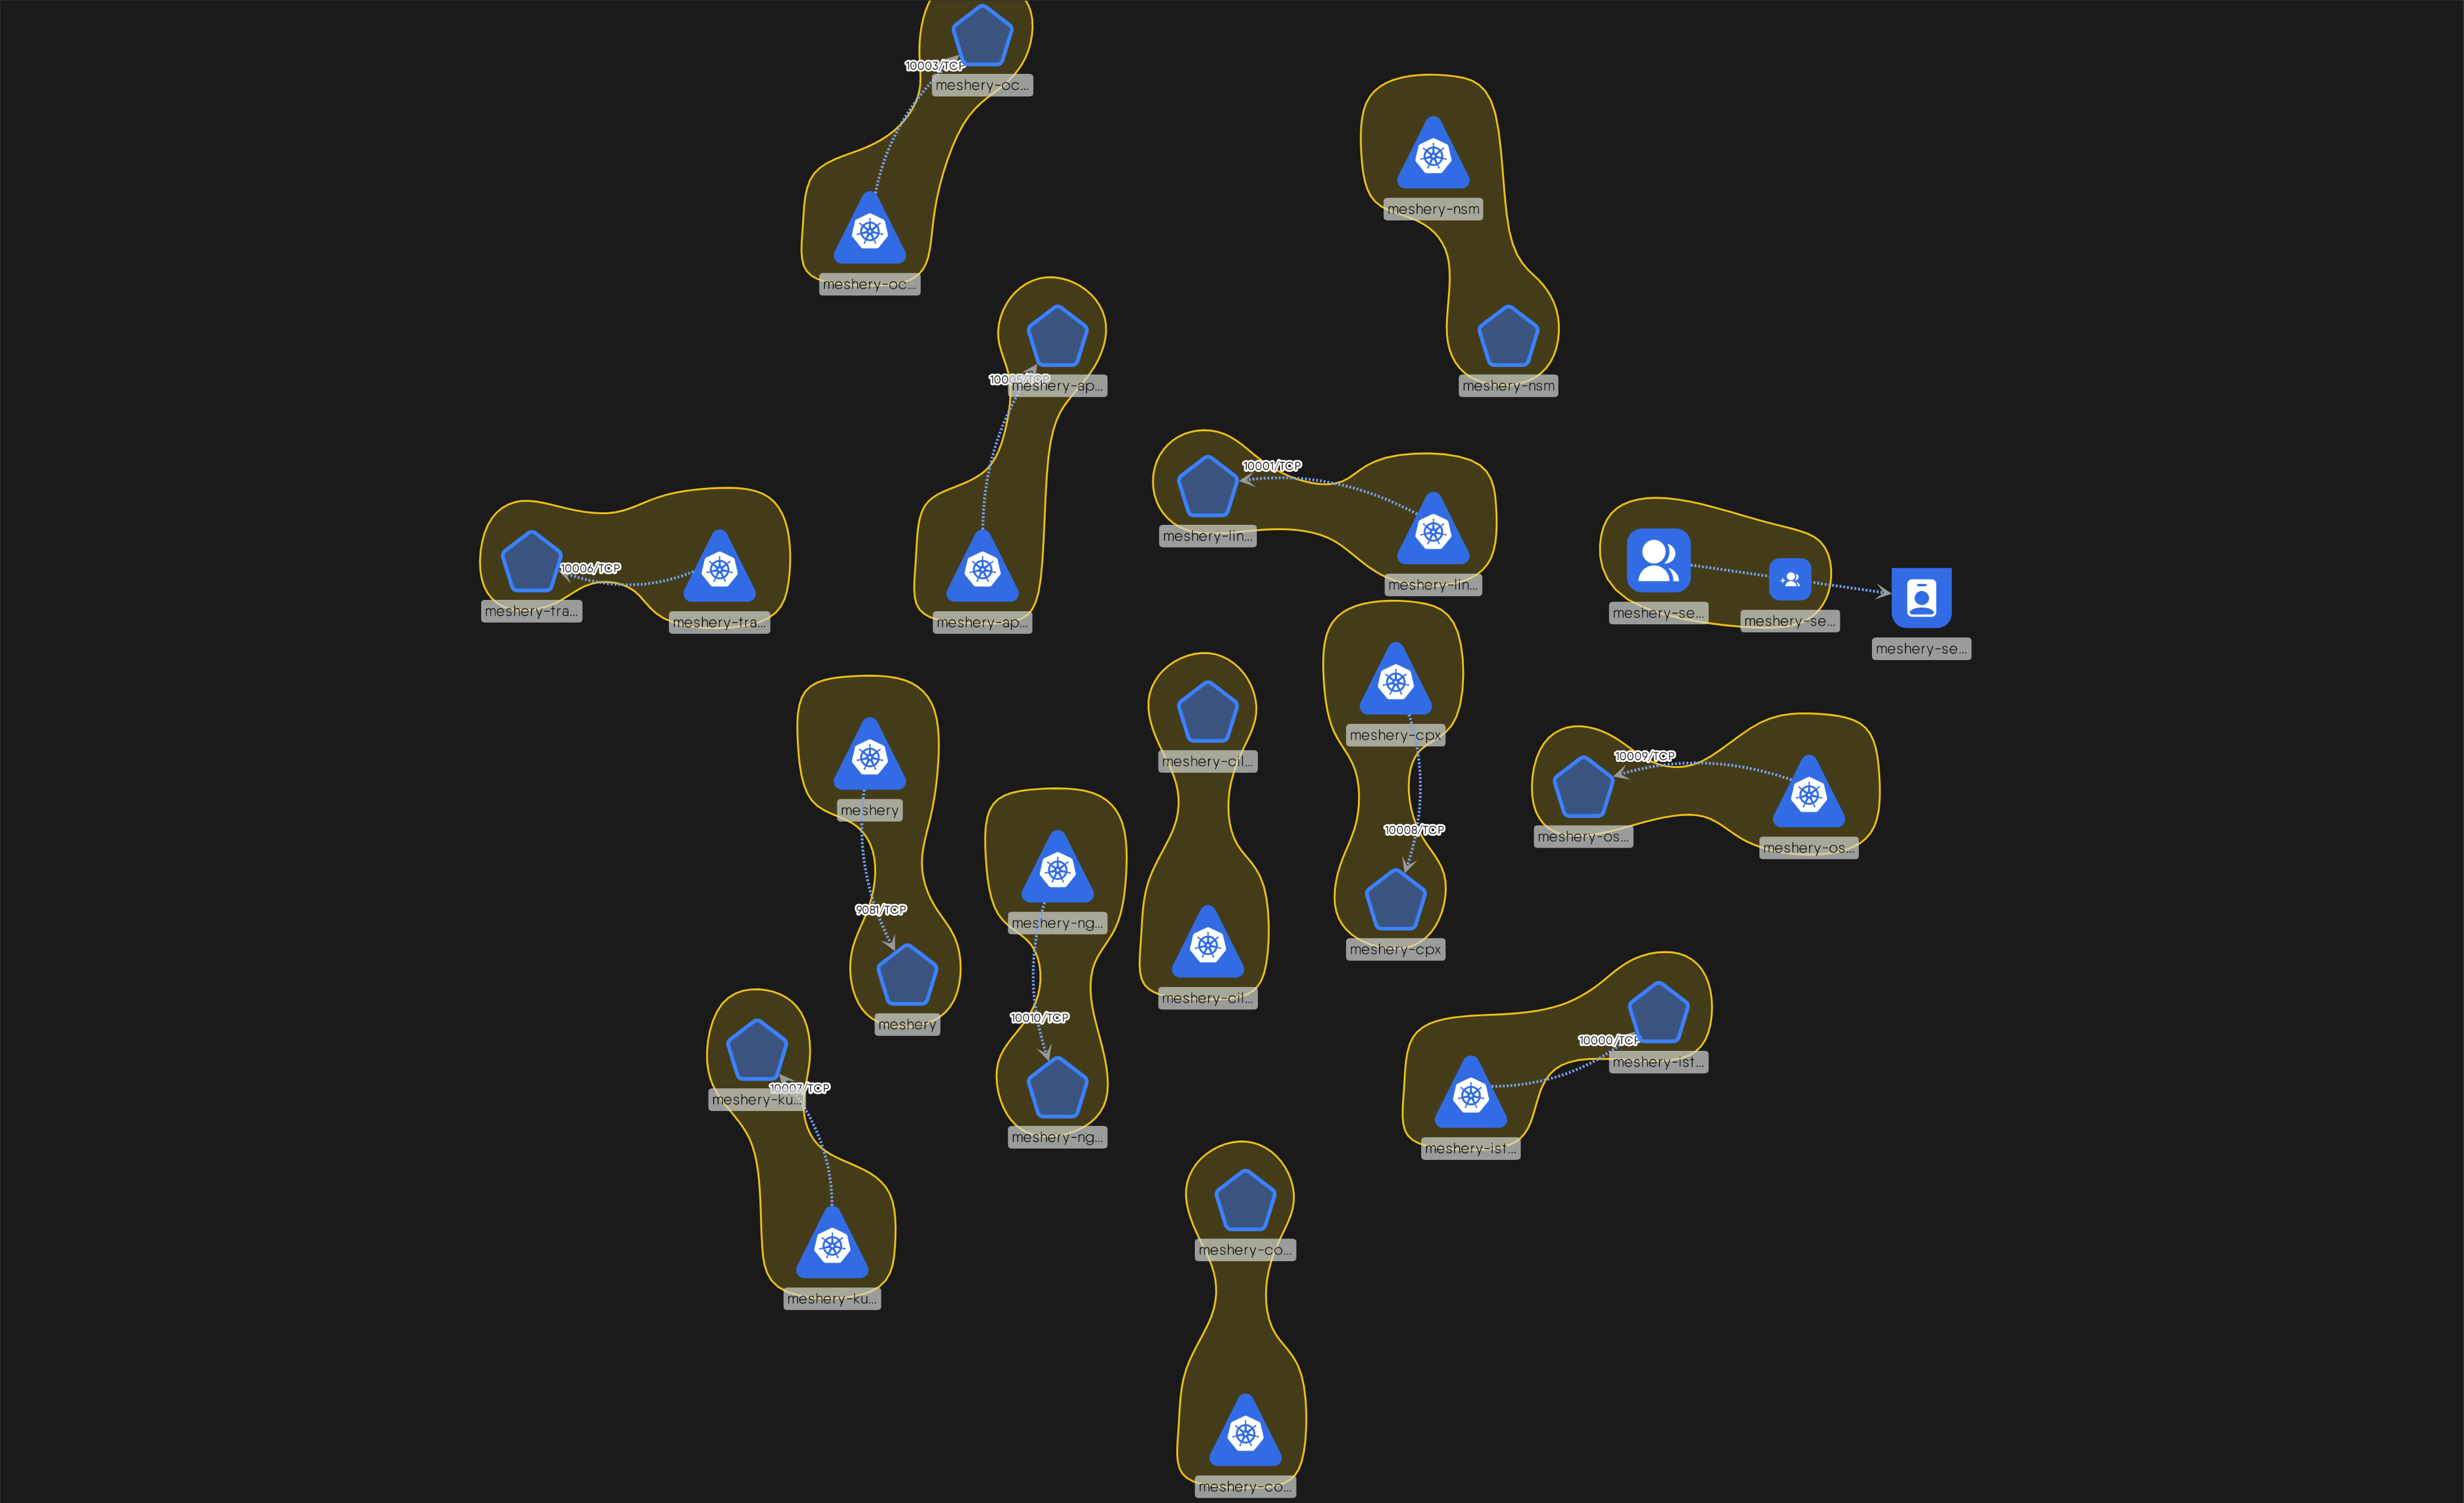 10003/TCP
meshery-oc...
meshery-oc...
meshery-nsm
meshery-nsm
meshery-ap...
meshery-ap...
10001/TCP
meshery-lin...
meshery-lin...
10006/TCP
meshery-tra...
meshery-tra...
meshery-se...
meshery-se...
meshery-se...
meshery
9081/TCP
meshery
meshery-cil...
meshery-cil...
meshery-cpx
10008/TCP
meshery-cpx
10009/TCP
meshery-os...
meshery-os...
meshery-ng...
10010/TCP
meshery-ng...
10007/TCP
meshery-ku...
meshery-ku...
10000/TCP
meshery-ist...
meshery-ist...
meshery-co...
meshery-co...